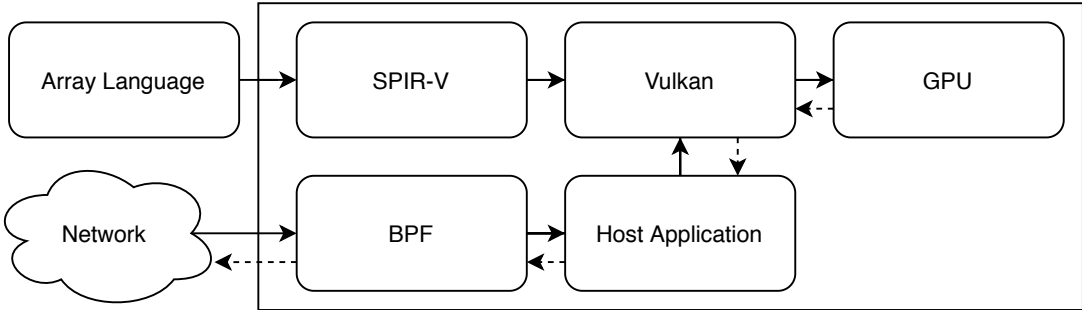 Array Language
SPIR-V
Vulkan
GPU
Network
BPF
Host Application